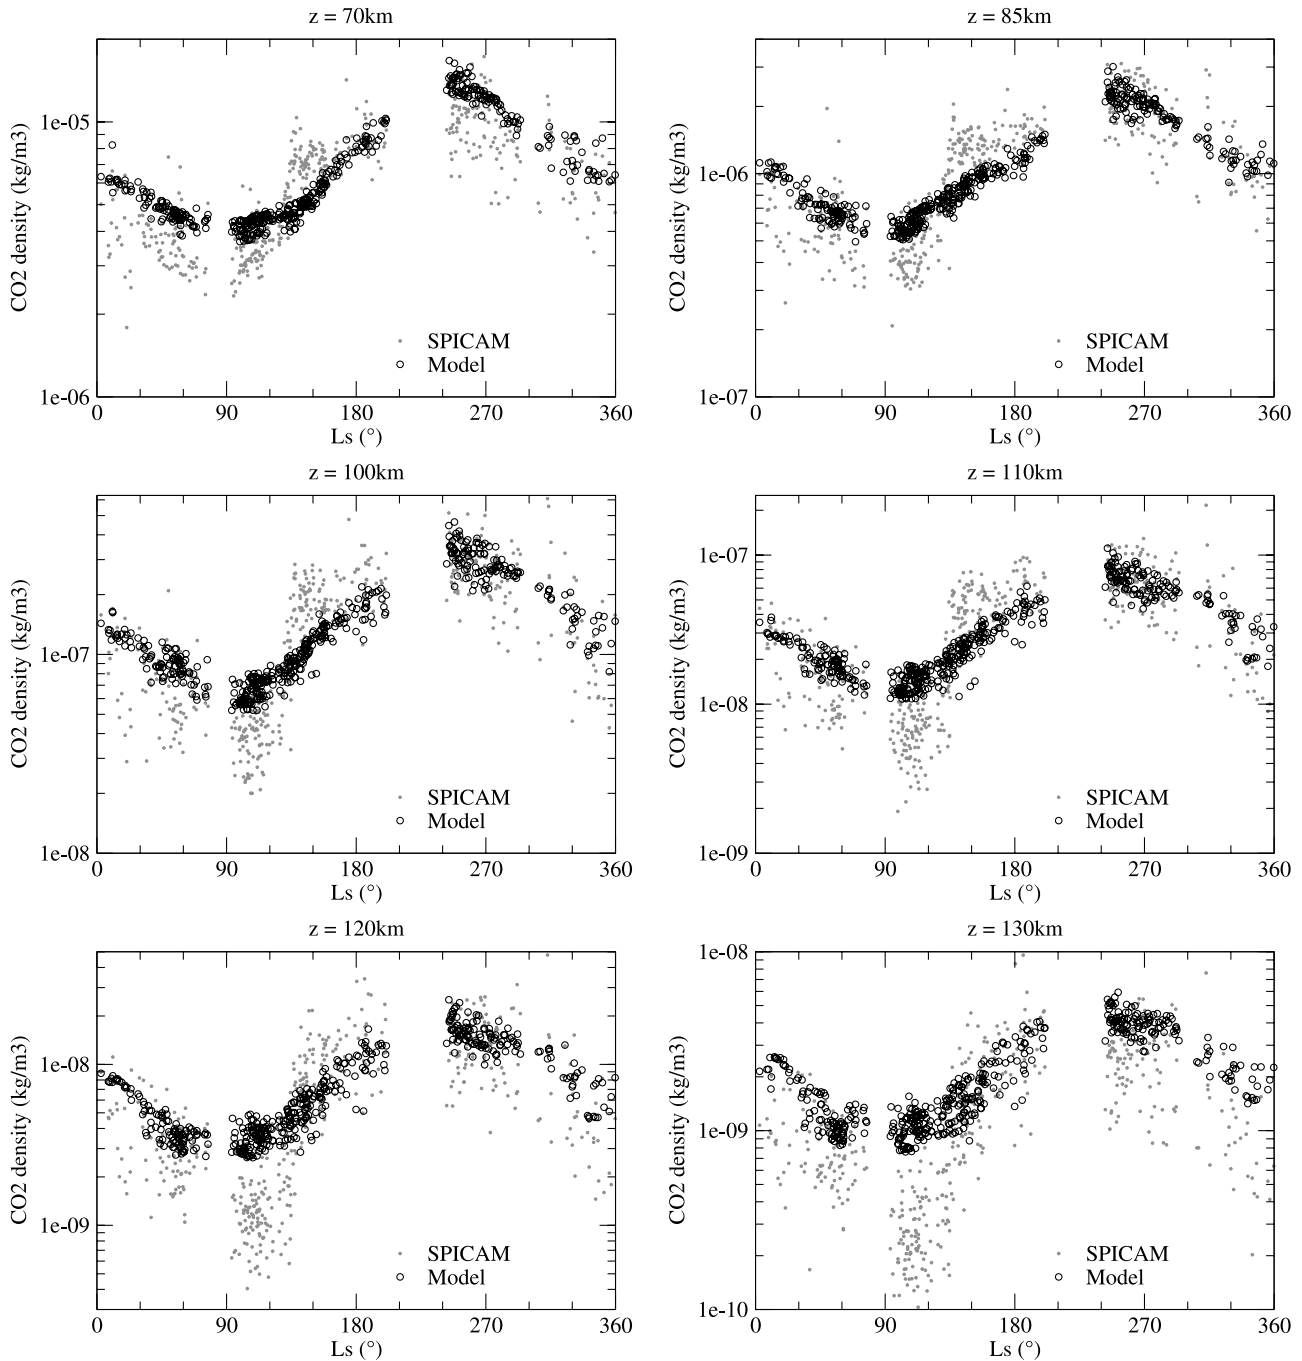 z = 70km
CO2 density (kg/m3)
1e-05
1e-06
0 90 180 270 360
Ls (°)
SPICAM
Model
z = 85km
CO2 density (kg/m3)
1e-06
1e-07
0 90 180 270 360
Ls (°)
SPICAM
Model
z = 100km
CO2 density (kg/m3)
1e-07
1e-08
0 90 180 270 360
Ls (°)
SPICAM
Model
z = 110km
CO2 density (kg/m3)
1e-07
1e-08
1e-09
0 90 180 270 360
Ls (°)
SPICAM
Model
z = 120km
CO2 density (kg/m3)
1e-08
1e-09
0 90 180 270 360
Ls (°)
SPICAM
Model
z = 130km
CO2 density (kg/m3)
1e-08
1e-09
1e-10
0 90 180 270 360
Ls (°)
SPICAM
Model